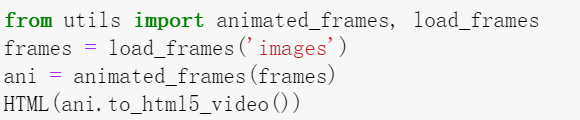 from utils import animated_frames, load_frames
frames = load_frames('images')
ani = animated_frames(frames)
HTML(ani.to_html5_video())